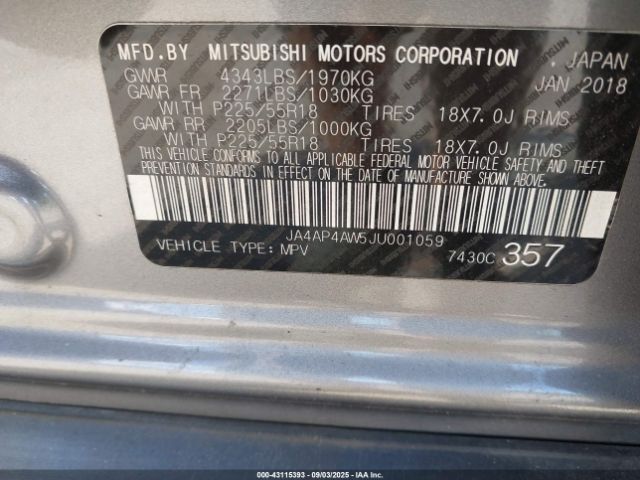 MFD.BY MITSUBISHI MOTORS CORPORATION . JAPAN
GVWR 4343LBS/1970KG JAN 2018
GAWR FR 2271LBS/1030KG
WITH P225/55R18 TIRES 18X7.0J RIMS
GAWR RR 2205LBS/1000KG
WITH P225/55R18 TIRES 18X7.0J RIMS
THIS VEHICLE CONFORMS TO ALL APPLICABLE FEDERAL MOTOR VEHICLE SAFETY AND THEFT
PREVENTION STANDARDS IN EFFECT ON THE DATE OF MANUFACTURE SHOWN ABOVE.
JA4AP4AW5JU001059
VEHICLE TYPE: MPV 7430C 357
000-43115393 - 09/03/2025 - IAAI.COM